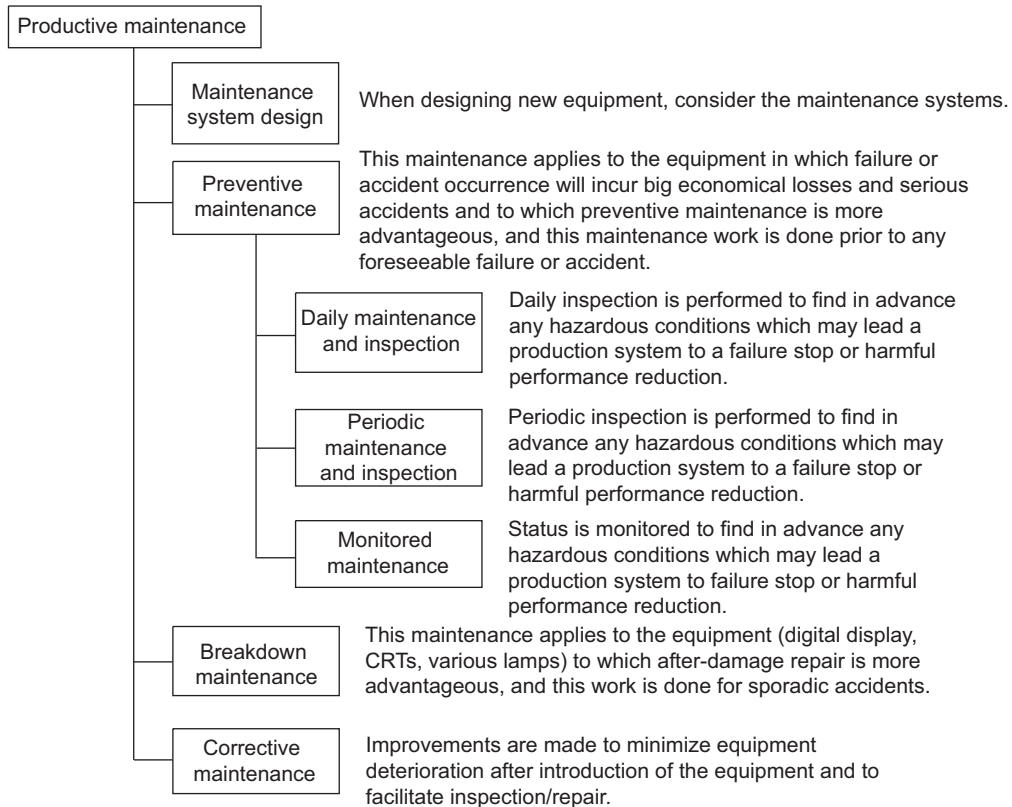 Productive maintenance
Maintenance
system design
When designing new equipment, consider the maintenance systems.
Preventive
maintenance
This maintenance applies to the equipment in which failure or
accident occurrence will incur big economical losses and serious
accidents and to which preventive maintenance is more
advantageous, and this maintenance work is done prior to any
foreseeable failure or accident.
Daily maintenance
and inspection
Daily inspection is performed to find in advance
any hazardous conditions which may lead a
production system to a failure stop or harmful
performance reduction.
Periodic
maintenance
and inspection
Periodic inspection is performed to find in
advance any hazardous conditions which may
lead a production system to a failure stop or
harmful performance reduction.
Monitored
maintenance
Status is monitored to find in advance any
hazardous conditions which may lead a
production system to failure stop or harmful
performance reduction.
Breakdown
maintenance
This maintenance applies to the equipment (digital display,
CRTs, various lamps) to which after-damage repair is more
advantageous, and this work is done for sporadic accidents.
Corrective
maintenance
Improvements are made to minimize equipment
deterioration after introduction of the equipment and to
facilitate inspection/repair.